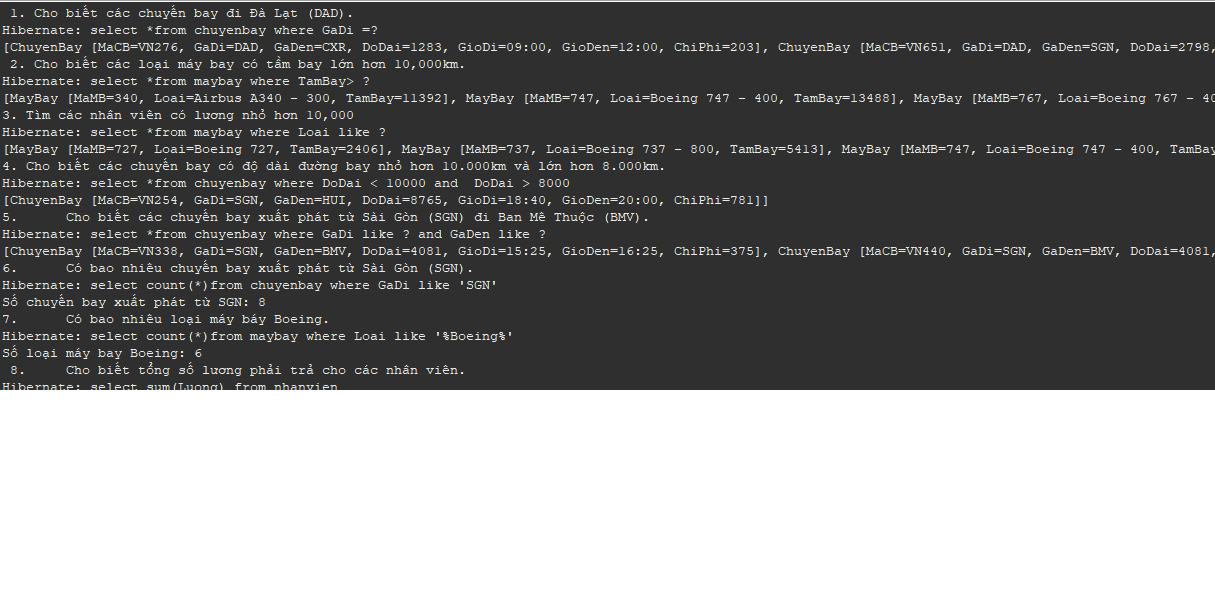 1. Cho biết các chuyến bay đi Đà Lạt (DAD).
Hibernate: select *from chuyenbay where GaDi =?
[ChuyenBay [MaCB=VN276, GaDi=DAD, GaDen=CXR, DoDai=1283, GioDi=09:00, GioDen=12:00, ChiPhi=203], ChuyenBay [MaCB=VN651, GaDi=DAD, GaDen=SGN, DoDai=2798,
2. Cho biết các loại máy bay có tầm bay lớn hơn 10,000km.
Hibernate: select *from maybay where TamBay> ?
[MayBay [MaMB=340, Loai=Airbus A340 - 300, TamBay=11392], MayBay [MaMB=747, Loai=Boeing 747 - 400, TamBay=13488], MayBay [MaMB=767, Loai=Boeing 767 - 40
3. Tìm các nhân viên có lương nhỏ hơn 10,000
Hibernate: select *from maybay where Loai like ?
[MayBay [MaMB=727, Loai=Boeing 727, TamBay=2406], MayBay [MaMB=737, Loai=Boeing 737 - 800, TamBay=5413], MayBay [MaMB=747, Loai=Boeing 747 - 400, TamBay
4. Cho biết các chuyến bay có độ dài đường bay nhỏ hơn 10.000km và lớn hơn 8.000km.
Hibernate: select *from chuyenbay where DoDai < 10000 and  DoDai > 8000
[ChuyenBay [MaCB=VN254, GaDi=SGN, GaDen=HUI, DoDai=8765, GioDi=18:40, GioDen=20:00, ChiPhi=781]]
5.      Cho biết các chuyến bay xuất phát từ Sài Gòn (SGN) đi Ban Mê Thuộc (BMV).
Hibernate: select *from chuyenbay where GaDi like ? and GaDen like ?
[ChuyenBay [MaCB=VN338, GaDi=SGN, GaDen=BMV, DoDai=4081, GioDi=15:25, GioDen=16:25, ChiPhi=375], ChuyenBay [MaCB=VN440, GaDi=SGN, GaDen=BMV, DoDai=4081,
6.      Có bao nhiêu chuyến bay xuất phát từ Sài Gòn (SGN).
Hibernate: select count(*)from chuyenbay where GaDi like 'SGN'
Số chuyến bay xuất phát từ SGN: 8
7.      Có bao nhiêu loại máy báy Boeing.
Hibernate: select count(*)from maybay where Loai like '%Boeing%'
Số loại máy bay Boeing: 6
8.     Cho biết tổng số lương phải trả cho các nhân viên.
Hibernate: select sum(Luong) from nhanvien